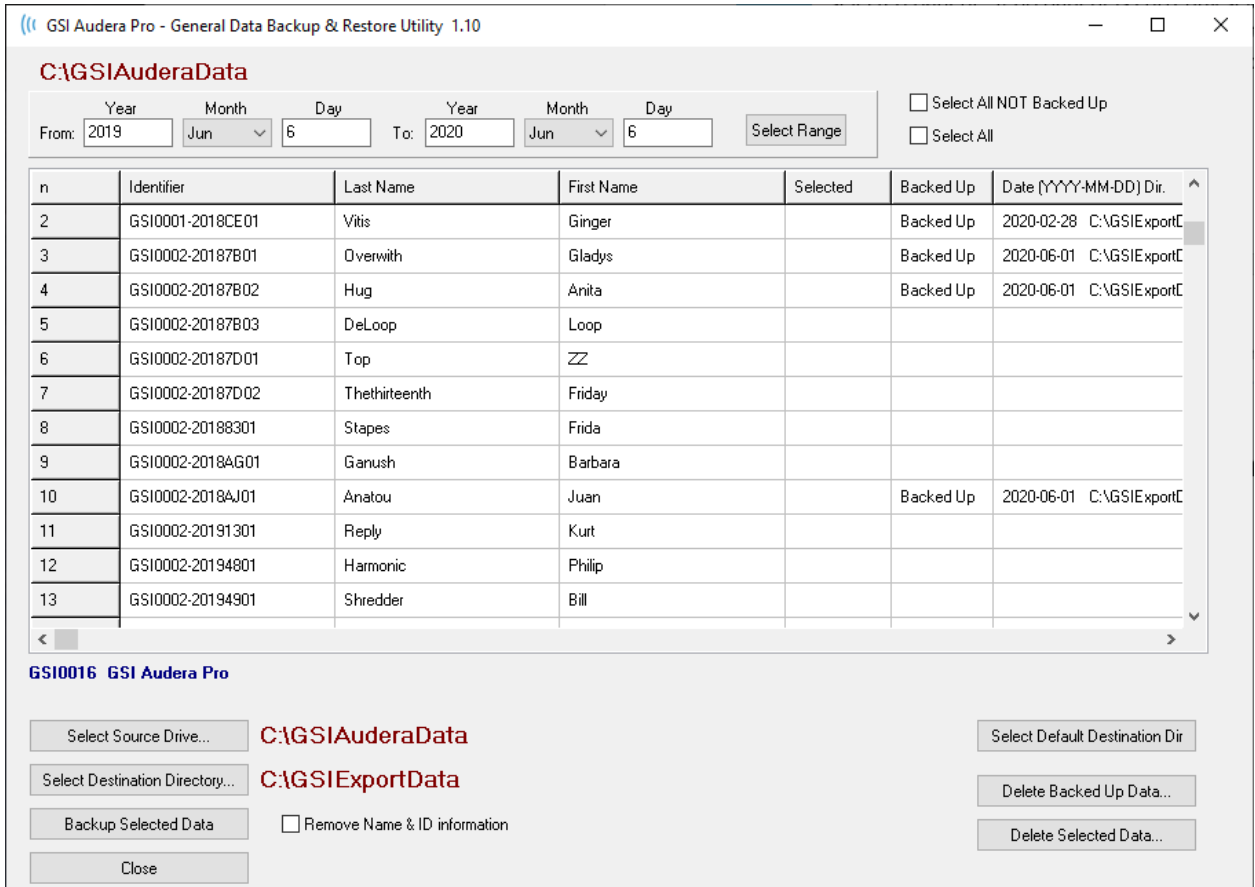 GSI Audera Pro - General Data Backup & Restore Utility 1.10
C:\GSIAuderaData
Year Month Day Year Month Day
From: 2019 Jun 6 To: 2020 Jun 6 Select Range
Select All NOT Backed Up
Select All
n Identifier Last Name First Name Selected Backed Up Date (YYYY-MM-DD) Dir.
2 GSI0001-2018CE01 Vitis Ginger Backed Up 2020-02-28 C:\GSIExportD
3 GSI0002-20187B01 Overwith Gladys Backed Up 2020-06-01 C:\GSIExportD
4 GSI0002-20187B02 Hug Anita Backed Up 2020-06-01 C:\GSIExportD
5 GSI0002-20187B03 DeLoop Loop
6 GSI0002-20187D01 Top ZZ
7 GSI0002-20187D02 Thethirteenth Friday
8 GSI0002-20188301 Stapes Frida
9 GSI0002-2018AG01 Ganush Barbara
10 GSI0002-2018AJ01 Anatou Juan Backed Up 2020-06-01 C:\GSIExportD
11 GSI0002-20191301 Reply Kurt
12 GSI0002-20194801 Harmonic Philip
13 GSI0002-20194901 Shredder Bill
GSI0016 GSI Audera Pro
Select Source Drive... C:\GSIAuderaData Select Default Destination Dir
Select Destination Directory... C:\GSIExportData Delete Backed Up Data...
Backup Selected Data Remove Name & ID information Delete Selected Data...
Close